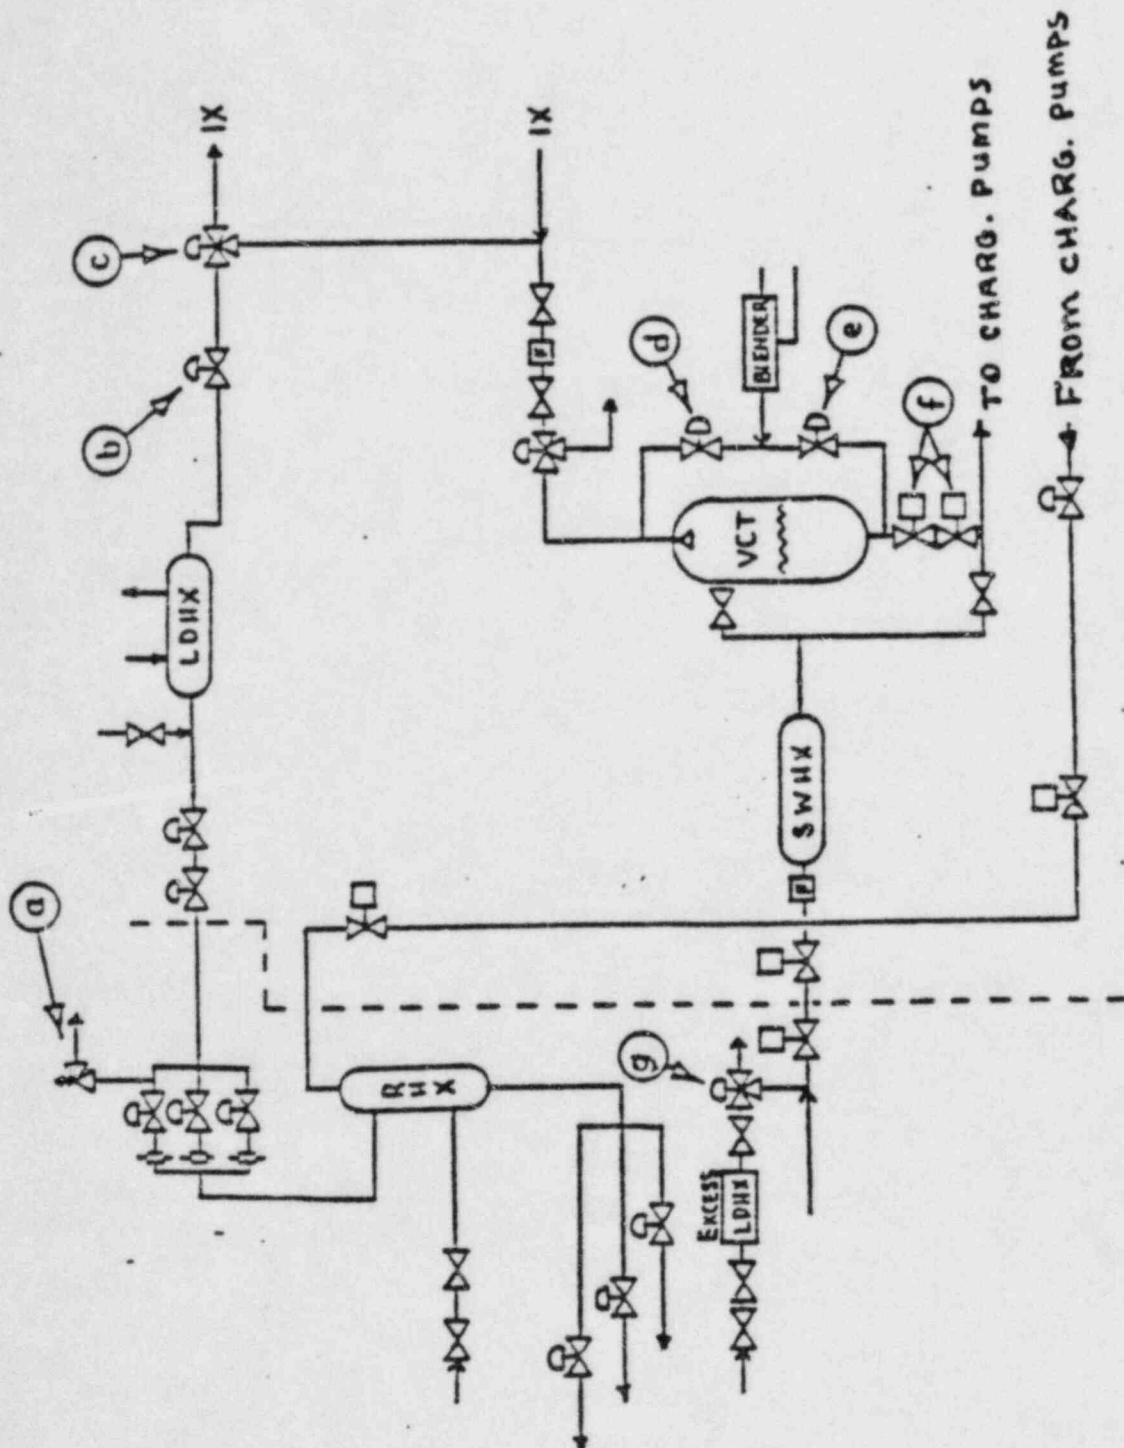 a
b
c
d
e
f
g
IX
IX
LDHX
BLENDER
VCT
TO CHARG. PUMPS
FROM CHARG. PUMPS
SWHX
F
F
RHX
EXCESS
LDHX